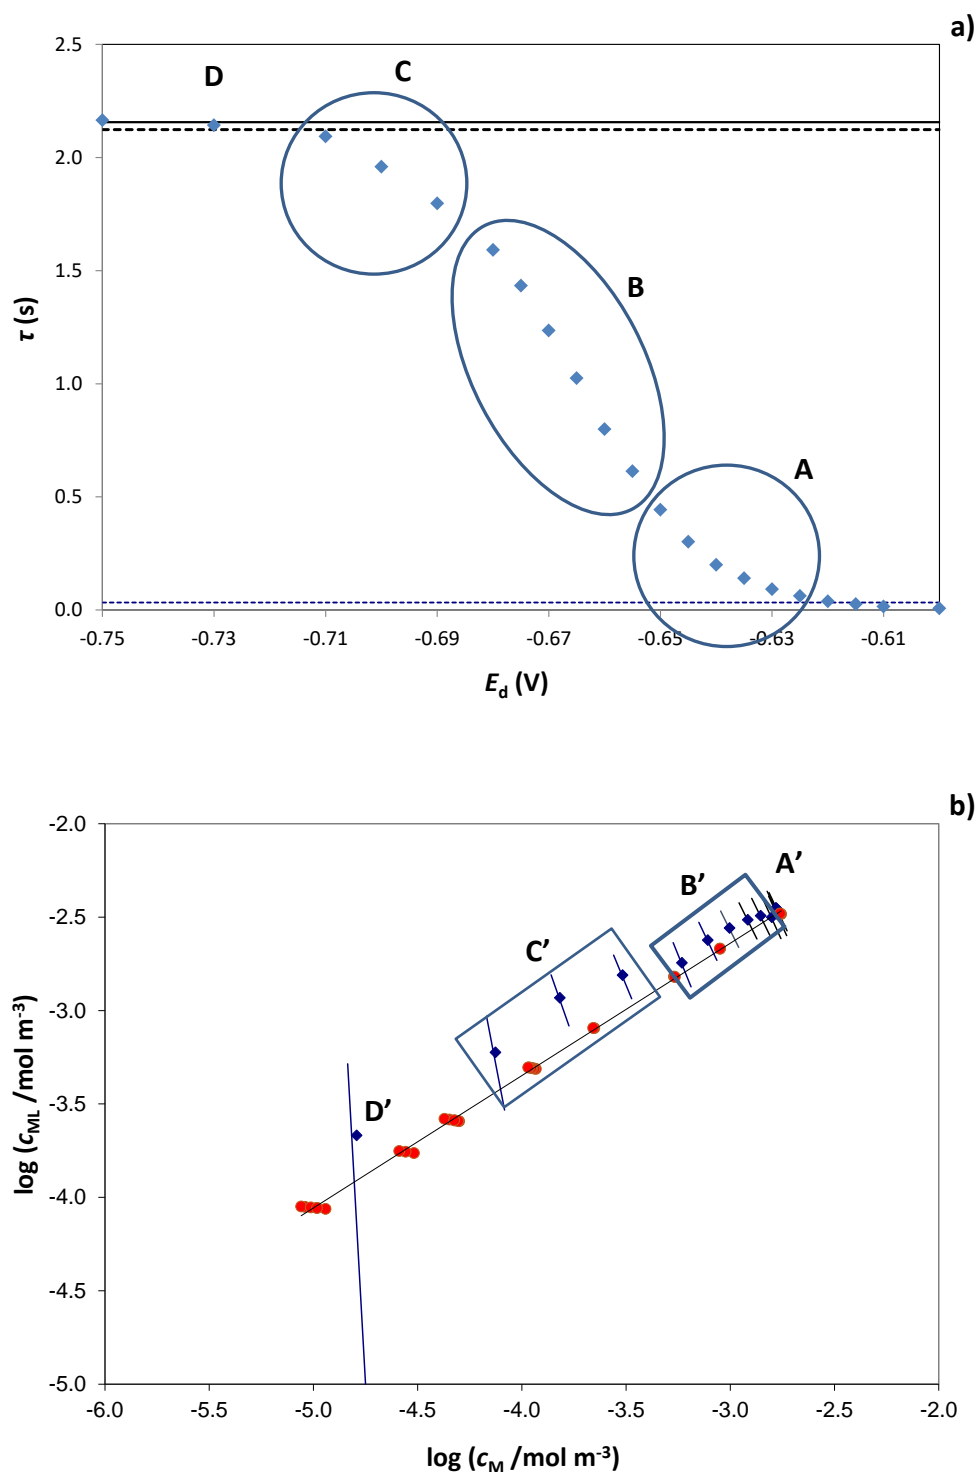 a)
2.5
D
C
2.0
1.5
B
τ (s)
1.0
A
0.5
0.0
-0.75 -0.73 -0.71 -0.69 -0.67 -0.65 -0.63 -0.61
E_d (V)
b)
-2.0
A’
B’
-2.5
C’
-3.0
D’
-3.5
log (c_ML /mol m⁻³)
-4.0
-4.5
-5.0
-6.0 -5.5 -5.0 -4.5 -4.0 -3.5 -3.0 -2.5 -2.0
log (c_M /mol m⁻³)